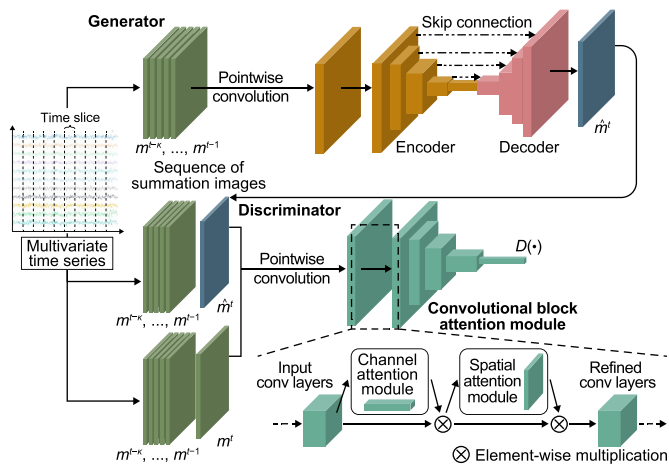 Generator
Skip connection
Time slice
Pointwise
convolution
m^{t−κ}, ..., m^{t−1}
Encoder
Decoder
m̂^t
Sequence of
summation images
Discriminator
Multivariate
time series
Pointwise
convolution
D(•)
m̂^t
m^{t−κ}, ..., m^{t−1}
Convolutional block
attention module
Input
conv layers
Channel
attention
module
Spatial
attention
module
Refined
conv layers
m^t
m^{t−κ}, ..., m^{t−1}
Element-wise multiplication